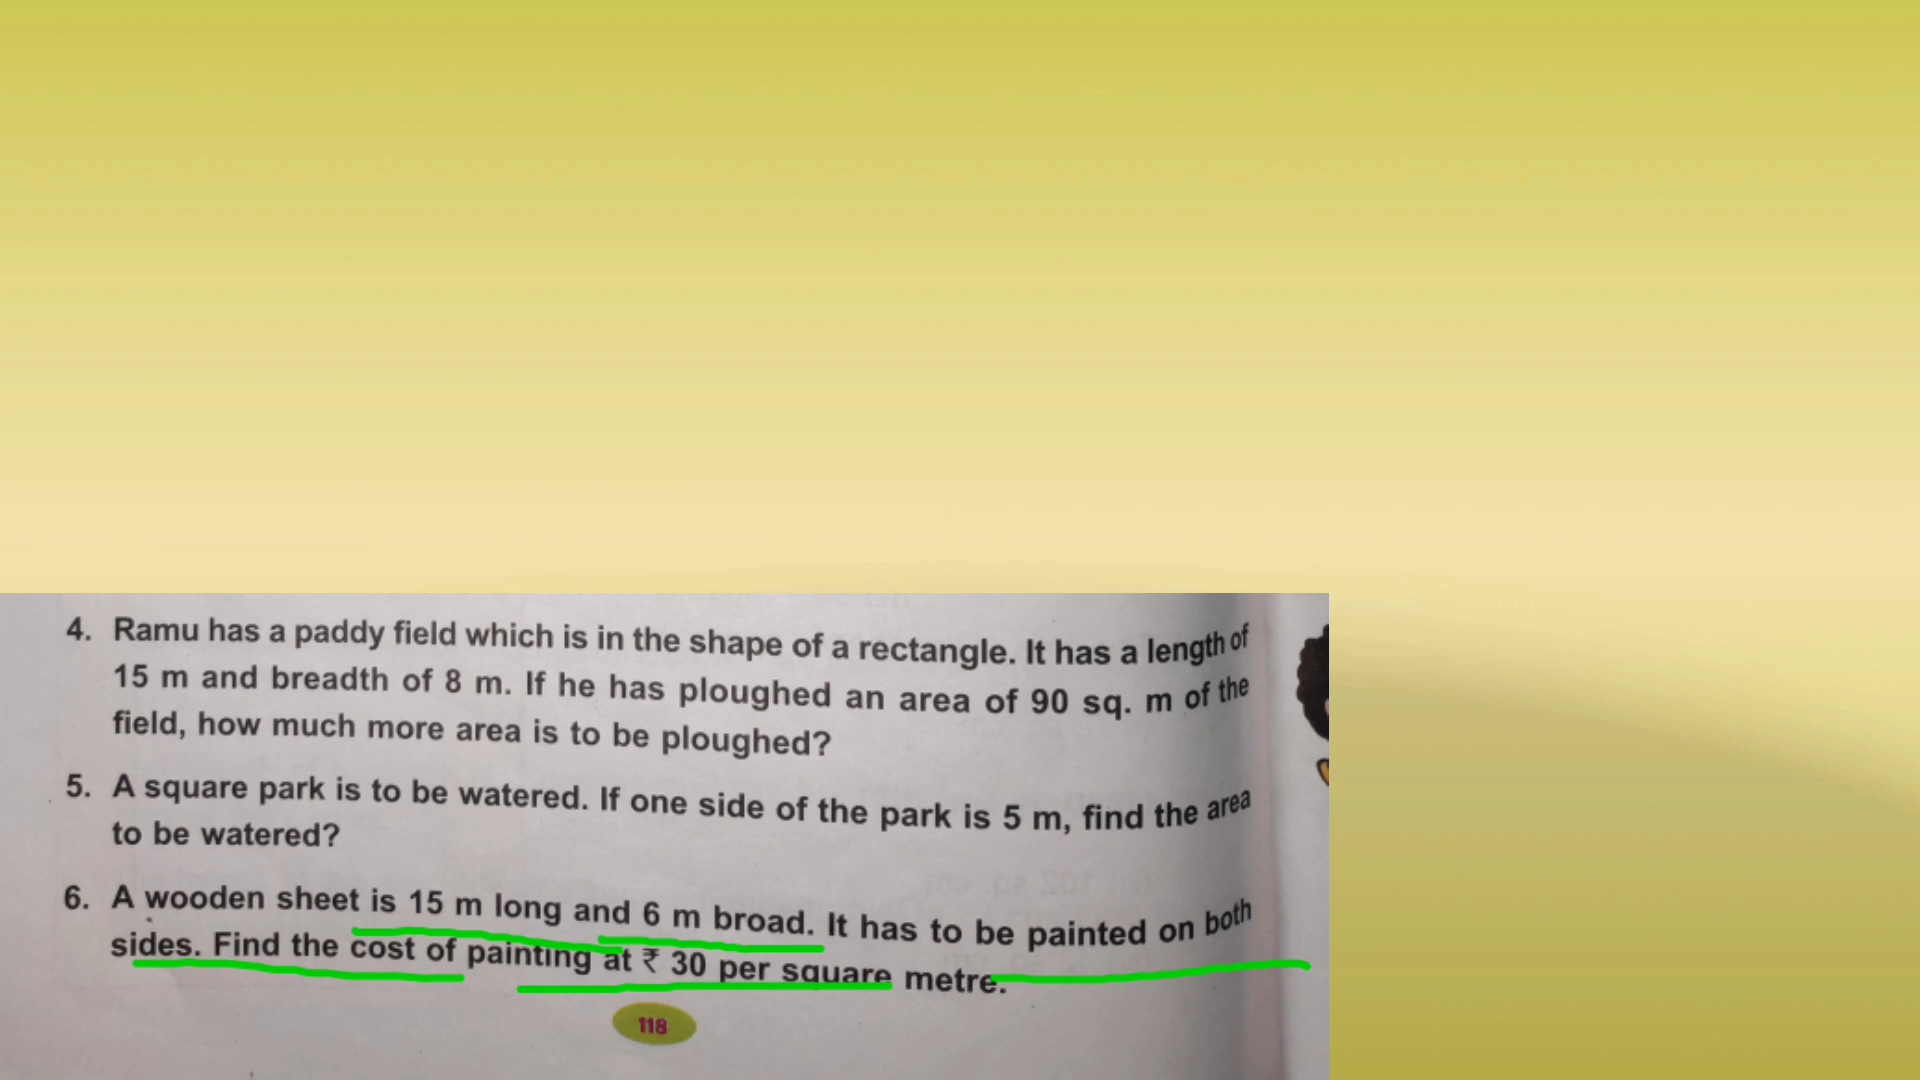 4. Ramu has a paddy field which is in the shape of a rectangle. It has a length of
15 m and breadth of 8 m. If he has ploughed an area of 90 sq. m of the
field, how much more area is to be ploughed?
5. A square park is to be watered. If one side of the park is 5 m, find the area
to be watered?
6. A wooden sheet is 15 m long and 6 m broad. It has to be painted on both
sides. Find the cost of painting at ₹ 30 per square metre.
118